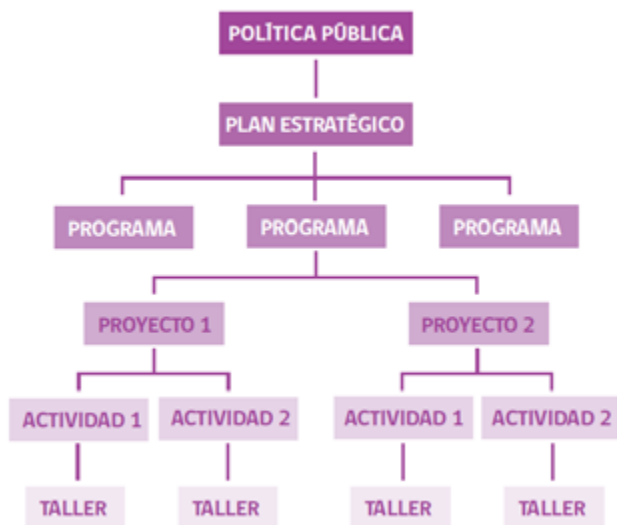 POLÍTICA PÚBLICA
PLAN ESTRATÉGICO
PROGRAMA
PROGRAMA
PROGRAMA
PROYECTO 1
PROYECTO 2
ACTIVIDAD 1
ACTIVIDAD 2
ACTIVIDAD 1
ACTIVIDAD 2
TALLER
TALLER
TALLER
TALLER